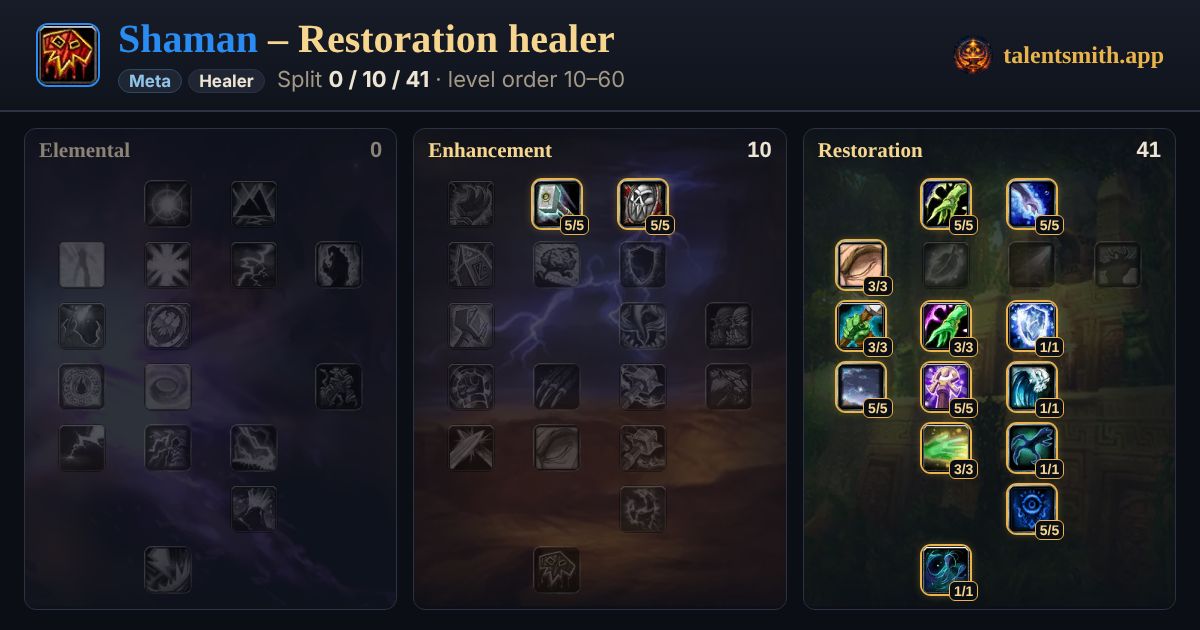 Shaman – Restoration healer
Meta Healer Split 0 / 10 / 41 · level order 10–60
talentsmith.app
Elemental 0
Enhancement 10
5/5 5/5
Restoration 41
5/5 5/5
3/3
3/3 3/3 1/1
5/5 5/5 1/1
3/3 1/1
5/5
1/1